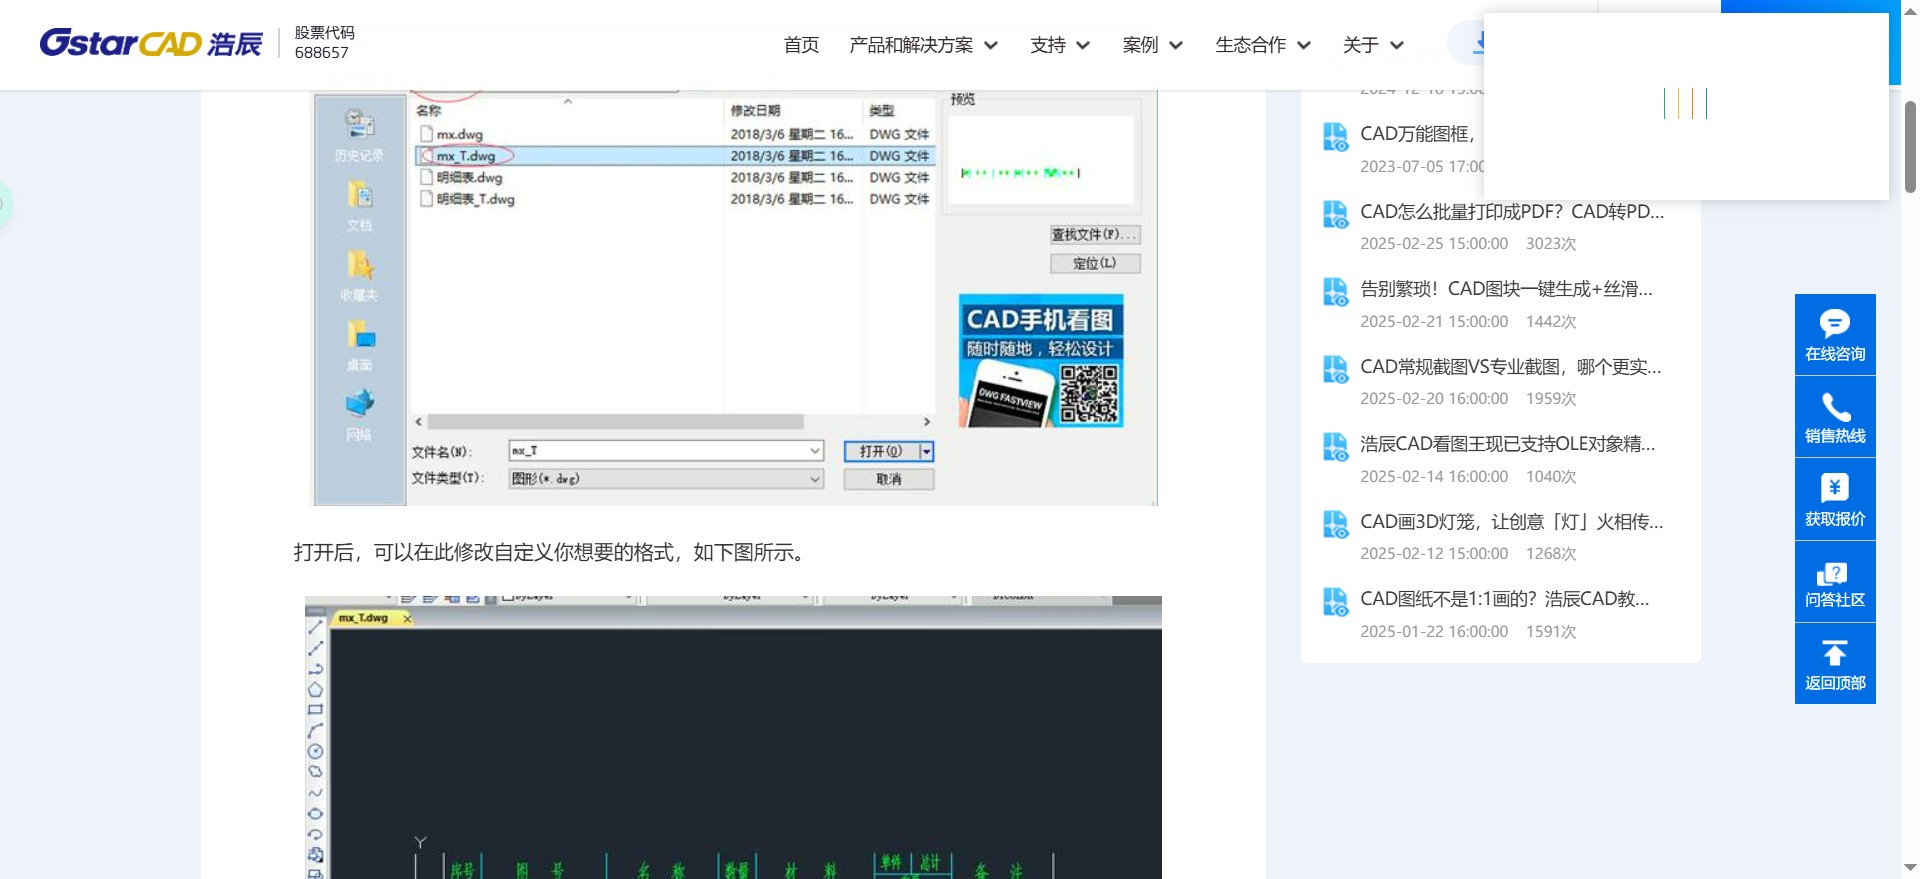 GstarCAD 浩辰
股票代码
688657
首页
产品和解决方案
支持
案例
生态合作
关于
名称
修改日期
类型
预览
mx.dwg
2018/3/6 星期二 16...
DWG 文件
mx_T.dwg
2018/3/6 星期二 16...
DWG 文件
明细表.dwg
2018/3/6 星期二 16...
DWG 文件
明细表_T.dwg
2018/3/6 星期二 16...
DWG 文件
历史记录
文档
收藏夹
桌面
网络
查找文件(F)...
定位(L)
CAD手机看图
随时随地，轻松设计
DWG FASTVIEW
文件名(N):
mx_T
打开(O)
文件类型(T):
图形(*.dwg)
取消
打开后，可以在此修改自定义你想要的格式，如下图所示。
mx_T.dwg
Y
序号
图 号
名 称
数量
材 料
单件
总计
备 注
CAD万能图框，
2023-07-05 17:00
CAD怎么批量打印成PDF？CAD转PD...
2025-02-25 15:00:00 3023次
告别繁琐！CAD图块一键生成+丝滑...
2025-02-21 15:00:00 1442次
CAD常规截图VS专业截图，哪个更实...
2025-02-20 16:00:00 1959次
浩辰CAD看图王现已支持OLE对象精...
2025-02-14 16:00:00 1040次
CAD画3D灯笼，让创意「灯」火相传...
2025-02-12 15:00:00 1268次
CAD图纸不是1:1画的？浩辰CAD教...
2025-01-22 16:00:00 1591次
在线咨询
销售热线
获取报价
问答社区
返回顶部